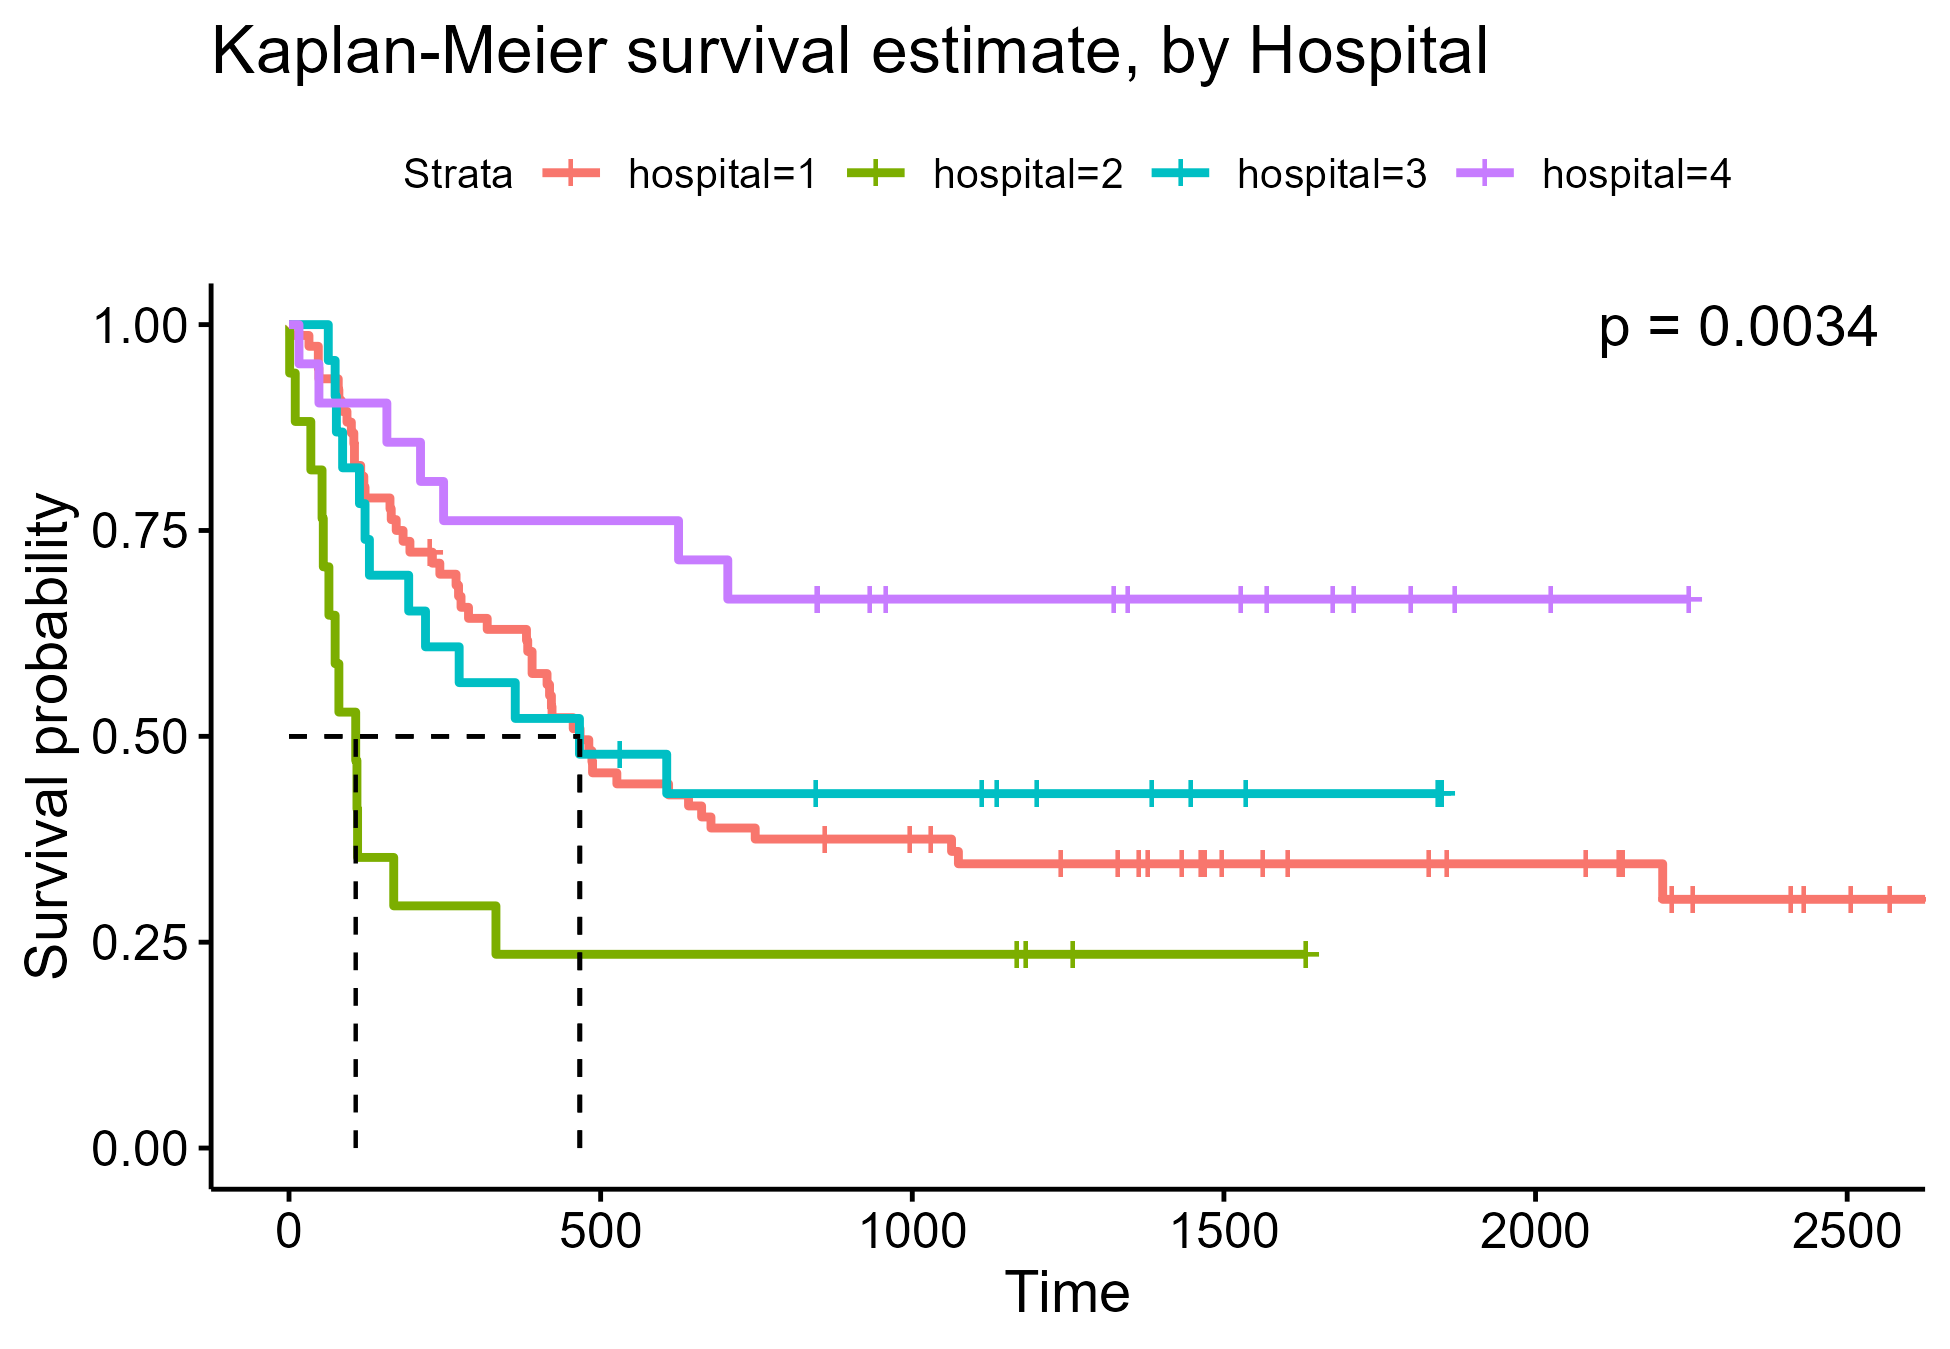 Kaplan-Meier survival estimate, by Hospital
Strata hospital=1 hospital=2 hospital=3 hospital=4
p = 0.0034
Survival probability
1.00
0.75
0.50
0.25
0.00
0 500 1000 1500 2000 2500
Time